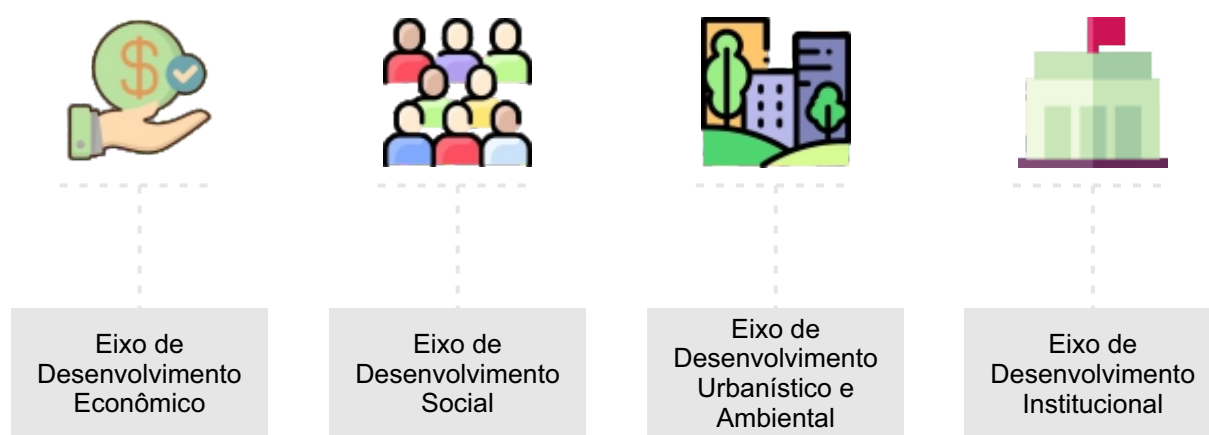 $
Eixo de
Desenvolvimento
Econômico
Eixo de
Desenvolvimento
Social
Eixo de
Desenvolvimento
Urbanístico e
Ambiental
Eixo de
Desenvolvimento
Institucional